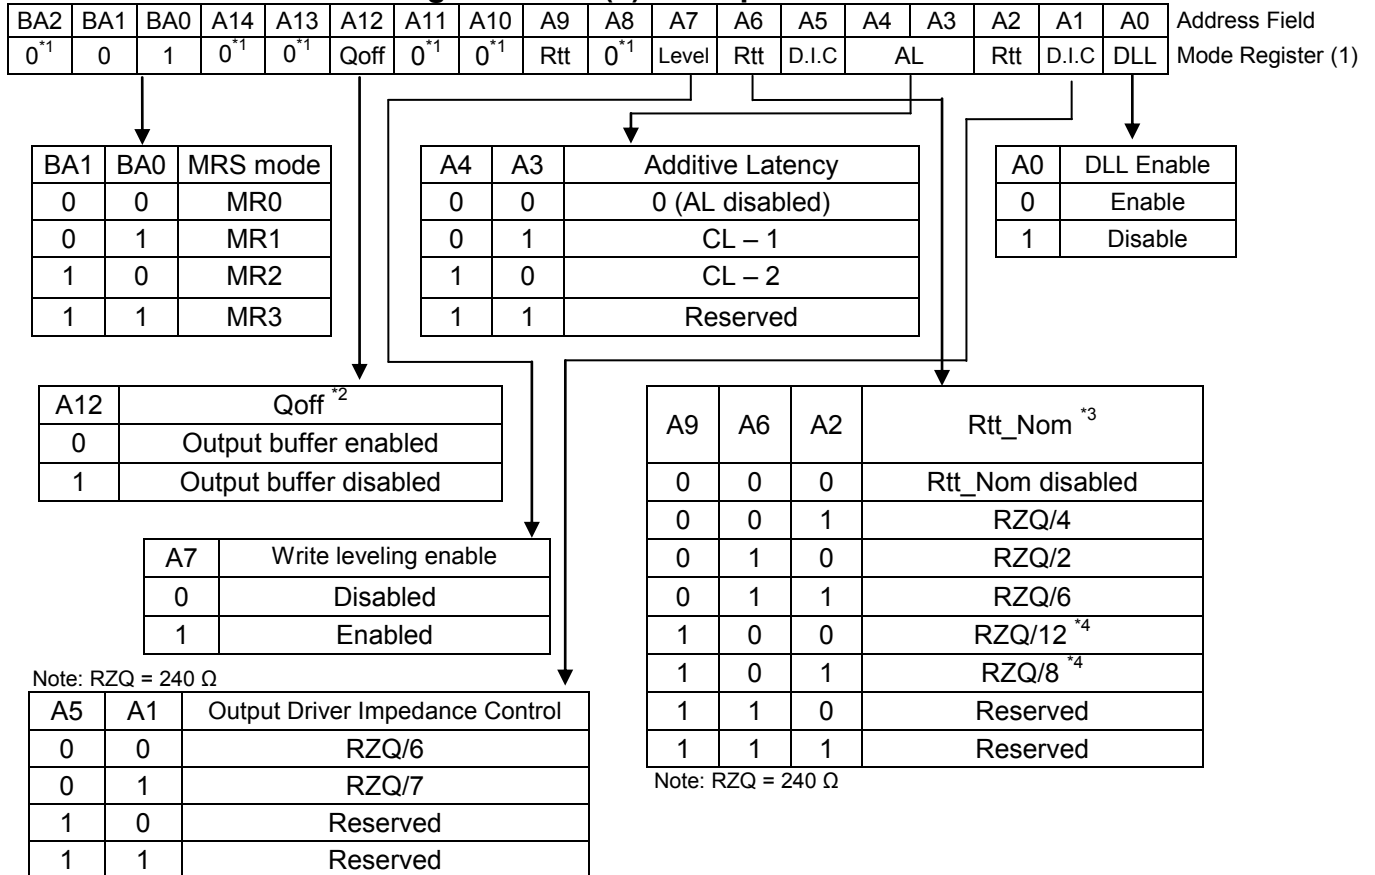 BA2 BA1 BA0 A14 A13 A12 A11 A10 A9 A8 A7 A6 A5 A4 A3 A2 A1 A0 Address Field
0*1 0 1 0*1 0*1 Qoff 0*1 0*1 Rtt 0*1 Level Rtt D.I.C AL Rtt D.I.C DLL Mode Register (1)
BA1 BA0 MRS mode
0 0 MR0
0 1 MR1
1 0 MR2
1 1 MR3
A4 A3 Additive Latency
0 0 0 (AL disabled)
0 1 CL – 1
1 0 CL – 2
1 1 Reserved
A0 DLL Enable
0 Enable
1 Disable
A12 Qoff *2
0 Output buffer enabled
1 Output buffer disabled
A7 Write leveling enable
0 Disabled
1 Enabled
Note: RZQ = 240 Ω
A5 A1 Output Driver Impedance Control
0 0 RZQ/6
0 1 RZQ/7
1 0 Reserved
1 1 Reserved
A9 A6 A2 Rtt_Nom *3
0 0 0 Rtt_Nom disabled
0 0 1 RZQ/4
0 1 0 RZQ/2
0 1 1 RZQ/6
1 0 0 RZQ/12 *4
1 0 1 RZQ/8 *4
1 1 0 Reserved
1 1 1 Reserved
Note: RZQ = 240 Ω